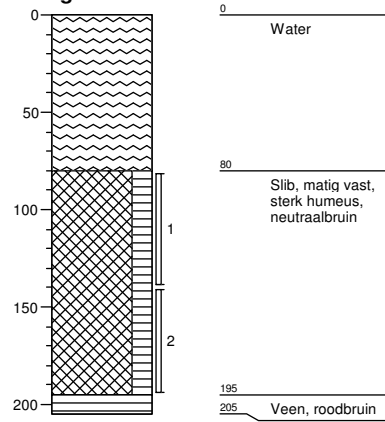 0
50
100
150
200
1
2
0
Water
80
Slib, matig vast,
sterk humeus,
neutraalbruin
195
205
Veen, roodbruin